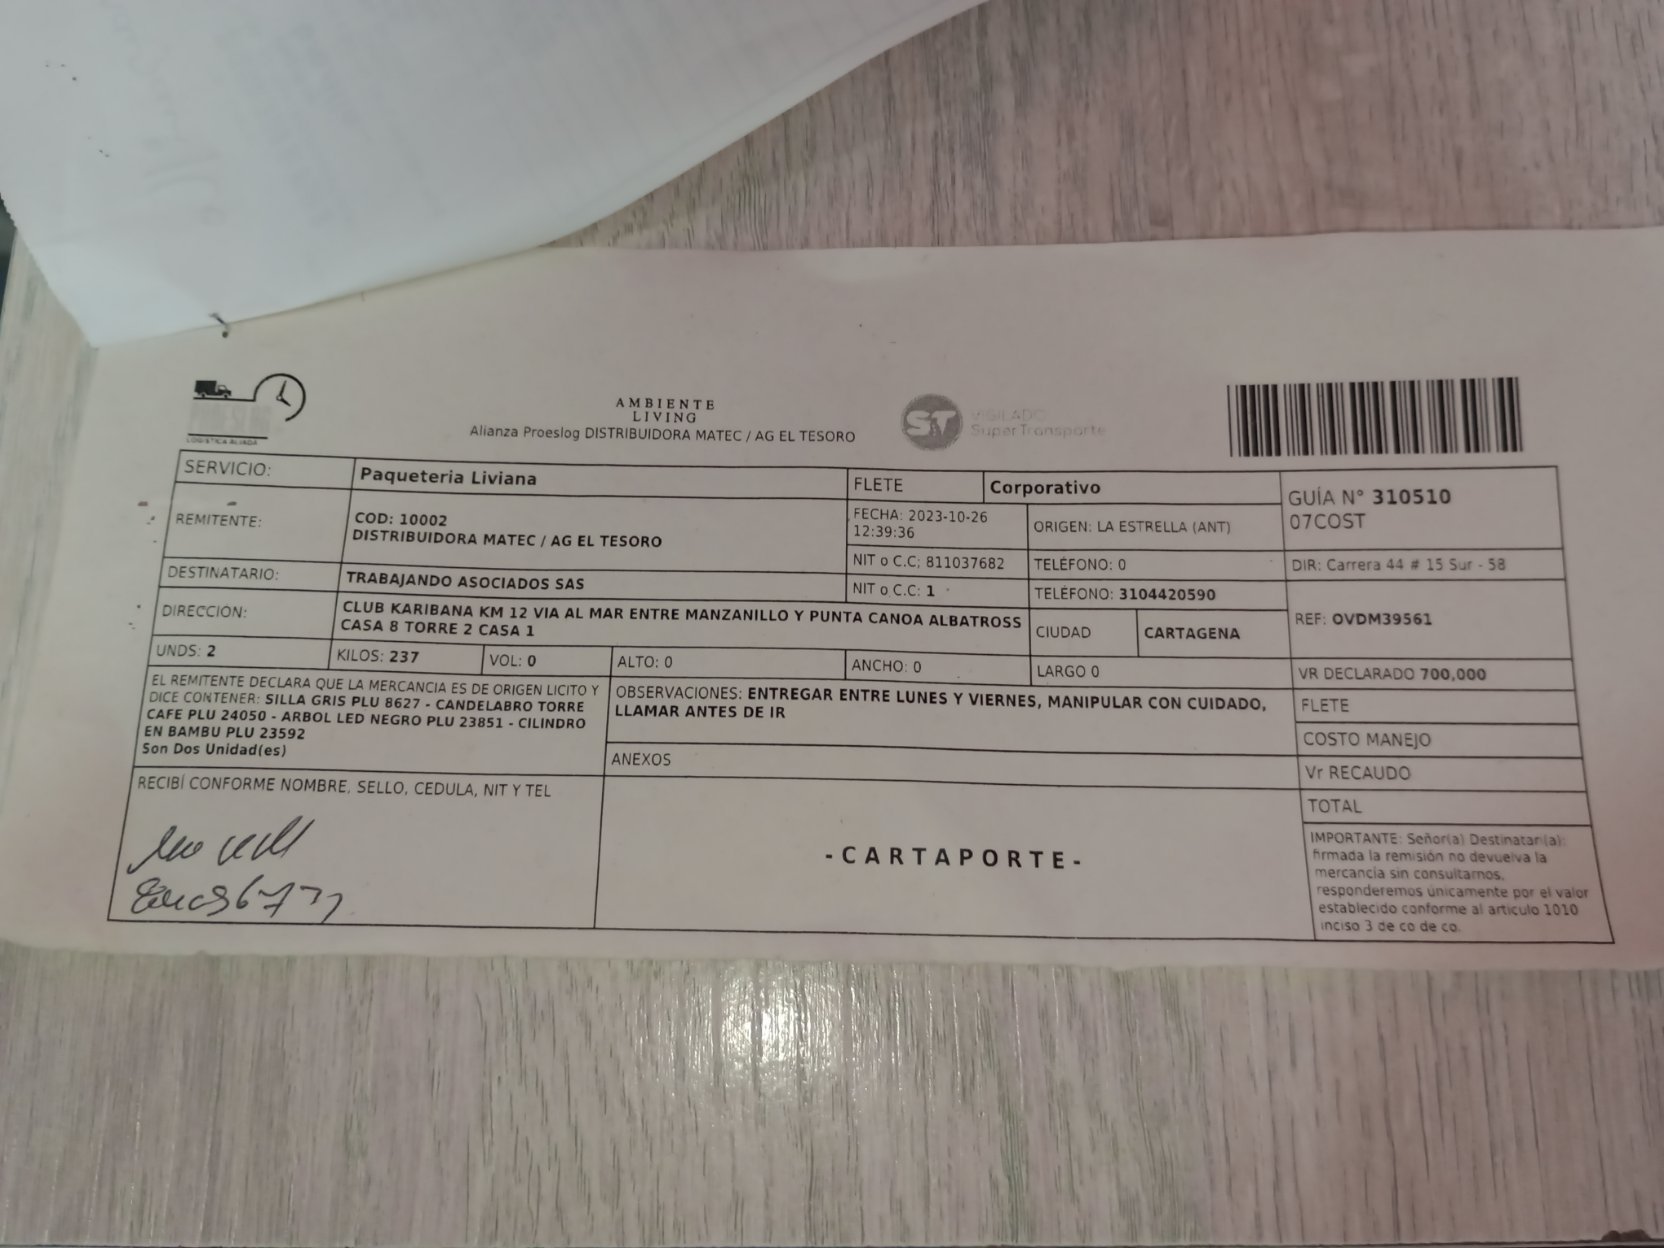 LOGISTICA ALIADA
AMBIENTE
LIVING
Alianza Proeslog DISTRIBUIDORA MATEC / AG EL TESORO
ST
VIGILADO
SuperTransporte
SERVICIO: Paqueteria Liviana FLETE Corporativo
GUÍA N° 310510
07COST
REMITENTE: COD: 10002
DISTRIBUIDORA MATEC / AG EL TESORO
FECHA: 2023-10-26
12:39:36
ORIGEN: LA ESTRELLA (ANT)
NIT o C.C; 811037682 TELÉFONO: 0 DIR: Carrera 44 # 15 Sur - 58
DESTINATARIO: TRABAJANDO ASOCIADOS SAS NIT o C.C: 1 TELÉFONO: 3104420590
DIRECCIÓN: CLUB KARIBANA KM 12 VIA AL MAR ENTRE MANZANILLO Y PUNTA CANOA ALBATROSS
CASA 8 TORRE 2 CASA 1
CIUDAD CARTAGENA
REF: OVDM39561
UNDS: 2 KILOS: 237 VOL: 0 ALTO: 0 ANCHO: 0 LARGO 0 VR DECLARADO 700,000
EL REMITENTE DECLARA QUE LA MERCANCIA ES DE ORIGEN LICITO Y
DICE CONTENER: SILLA GRIS PLU 8627 - CANDELABRO TORRE
CAFE PLU 24050 - ARBOL LED NEGRO PLU 23851 - CILINDRO
EN BAMBU PLU 23592
Son Dos Unidad(es)
OBSERVACIONES: ENTREGAR ENTRE LUNES Y VIERNES, MANIPULAR CON CUIDADO,
LLAMAR ANTES DE IR
ANEXOS
FLETE
COSTO MANEJO
Vr RECAUDO
TOTAL
RECIBÍ CONFORME NOMBRE, SELLO, CEDULA, NIT Y TEL
-CARTAPORTE-
IMPORTANTE: Señor(a) Destinatar(a):
firmada la remisión no devuelva la
mercancía sin consultarnos,
responderemos únicamente por el valor
establecido conforme al articulo 1010
inciso 3 de co de co.